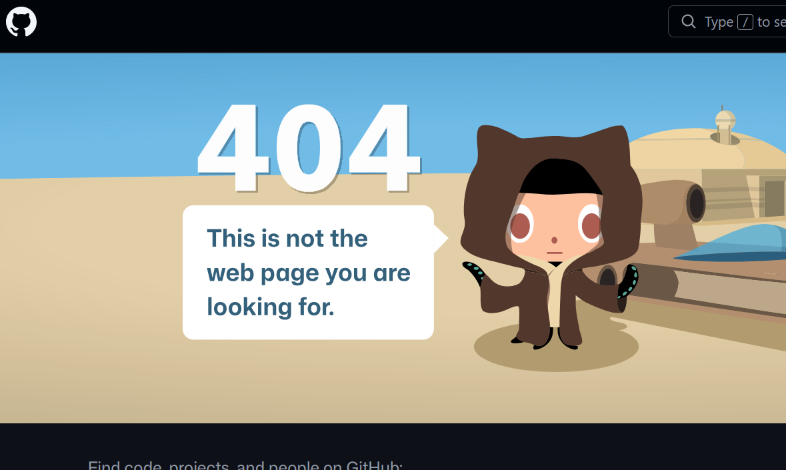 Type / to se
404
This is not the
web page you are
looking for.
Find code, projects, and people on GitHub: